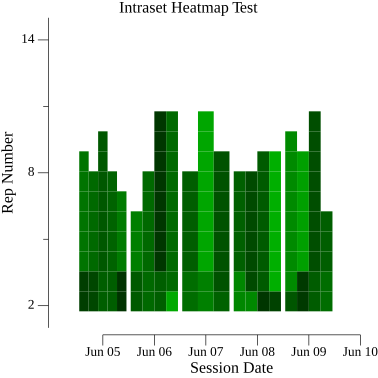 Intraset Heatmap Test
14
8
2
Rep Number
Jun 05 Jun 06 Jun 07 Jun 08 Jun 09 Jun 10
Session Date